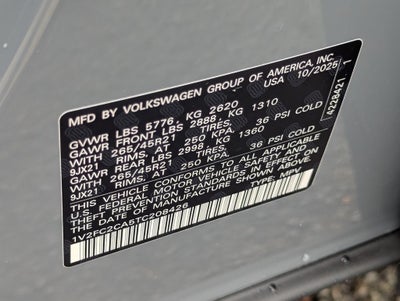 MFD BY VOLKSWAGEN GROUP OF AMERICA, INC.
USA 10/2025
GVWR LBS 5776, KG 2620
GAWR FRONT LBS 2888, KG 1310
WITH 265/45R21 TIRES,
9JX21 RIMS, AT 250 KPA, 36 PSI COLD
GAWR REAR LBS 2998, KG 1360
WITH 265/45R21 TIRES,
9JX21 RIMS, AT 250 KPA, 36 PSI COLD
THIS VEHICLE CONFORMS TO ALL APPLICABLE
U.S. FEDERAL MOTOR VEHICLE SAFETY AND
THEFT PREVENTION STANDARDS IN EFFECT ON
THE DATE OF MANUFACTURE SHOWN ABOVE.
1V2FC2CA5TC208426 TYPE: MPV